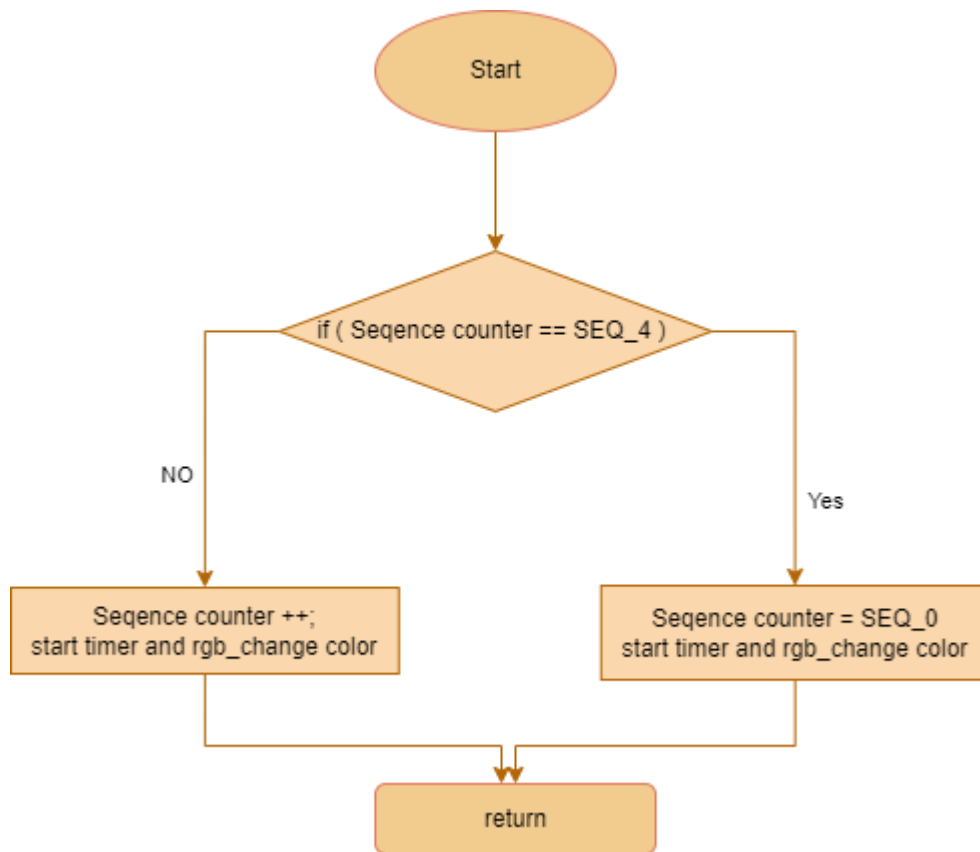 Start
if ( Seqence counter == SEQ_4 )
NO
Yes
Seqence counter ++;
start timer and rgb_change color
Seqence counter = SEQ_0
start timer and rgb_change color
return